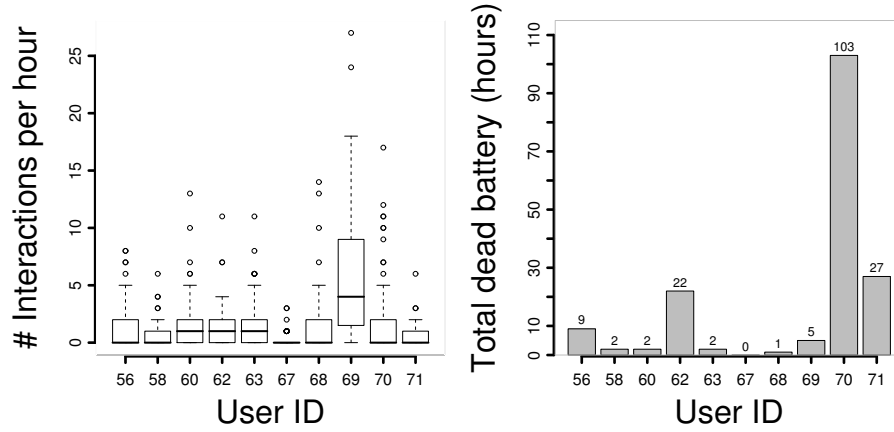 # Interactions per hour
25
20
15
10
5
0
56 58 60 62 63 67 68 69 70 71
User ID
Total dead battery (hours)
110
90
70
50
30
10
0
9 2 2 22 2 0 1 5 103 27
56 58 60 62 63 67 68 69 70 71
User ID